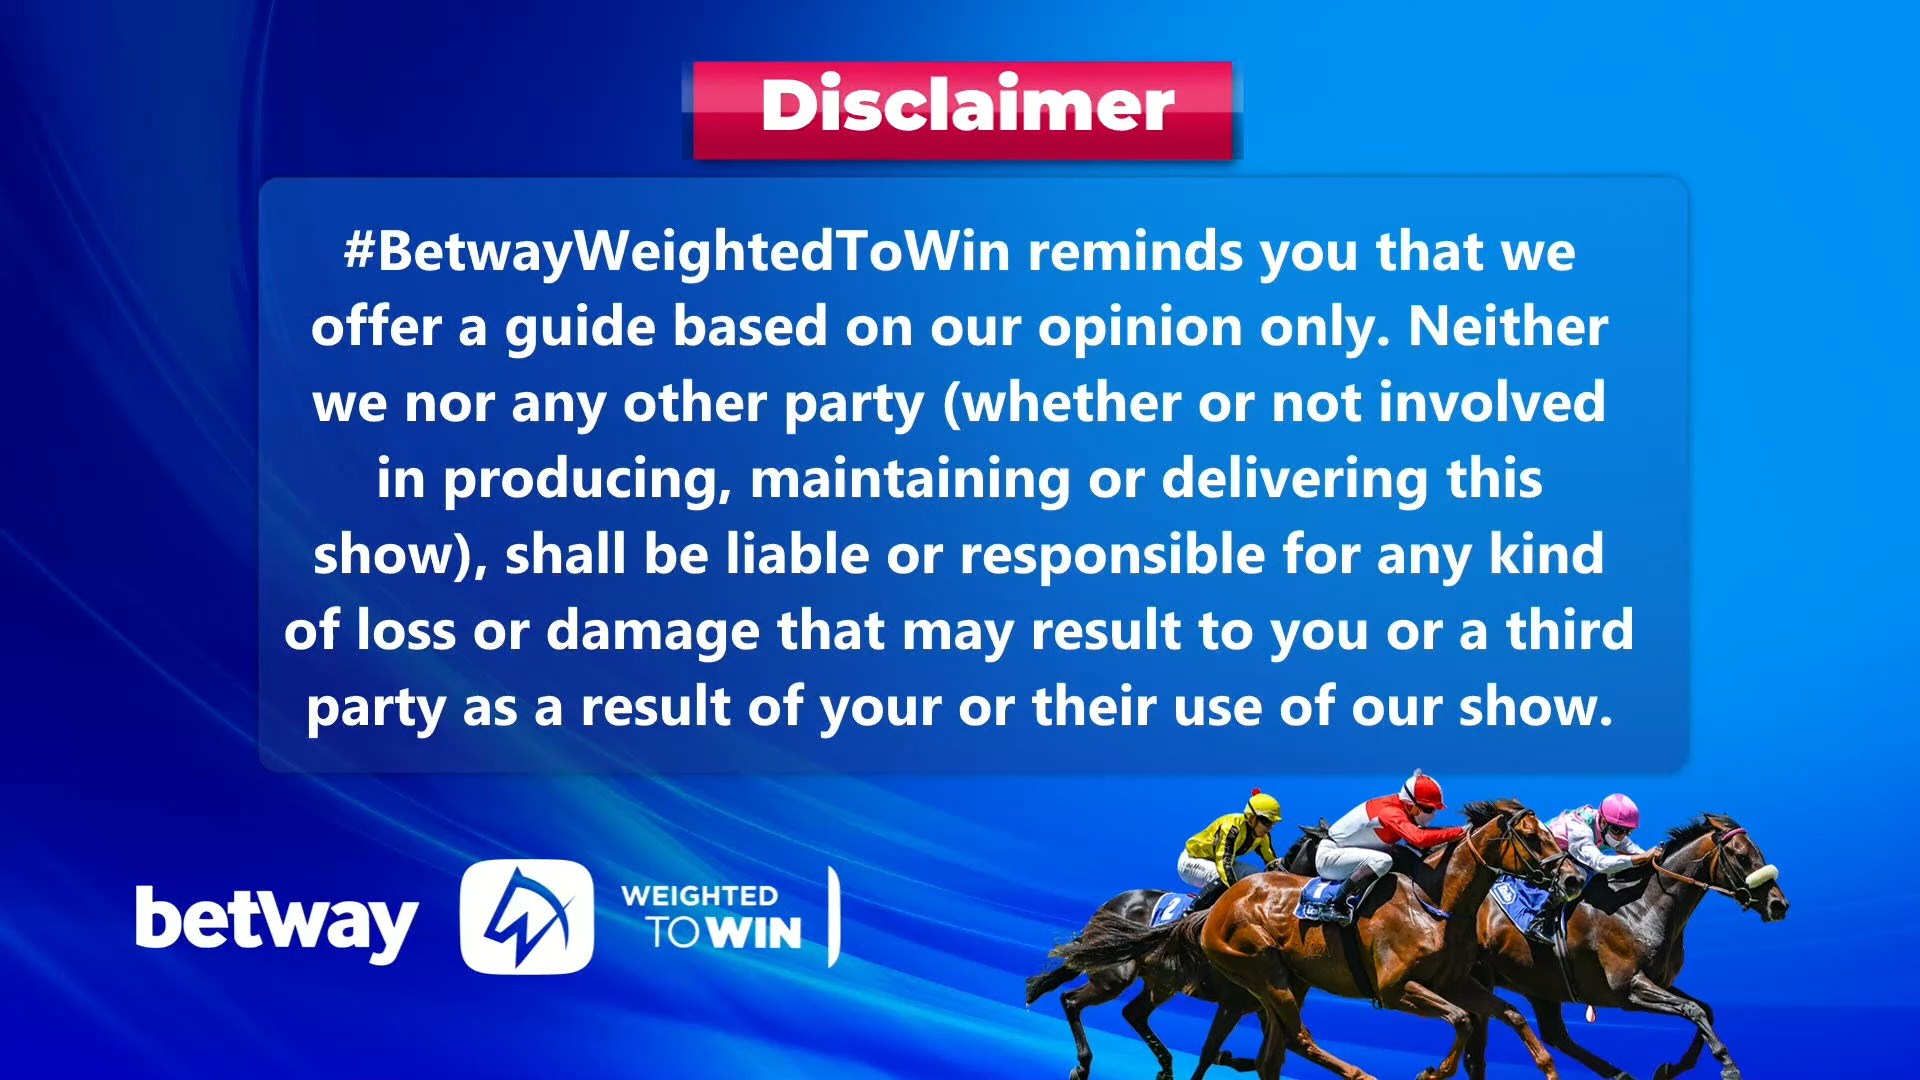 Disclaimer
#BetwayWeightedToWin reminds you that we
offer a guide based on our opinion only. Neither
we nor any other party (whether or not involved
in producing, maintaining or delivering this
show), shall be liable or responsible for any kind
of loss or damage that may result to you or a third
party as a result of your or their use of our show.
betway
WEIGHTED
TO WIN
2
1